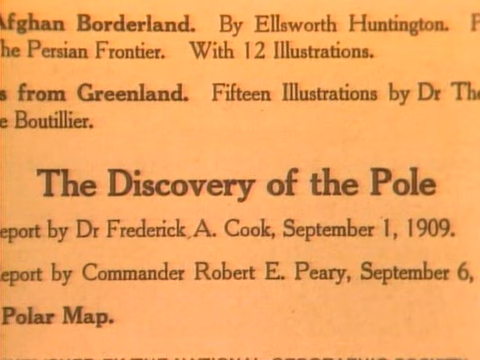 Afghan Borderland. By Ellsworth Huntington.
he Persian Frontier. With 12 Illustrations.
s from Greenland. Fifteen Illustrations by Dr Th
e Boutillier.
The Discovery of the Pole
eport by Dr Frederick A. Cook, September 1, 1909.
eport by Commander Robert E. Peary, September 6,
Polar Map.